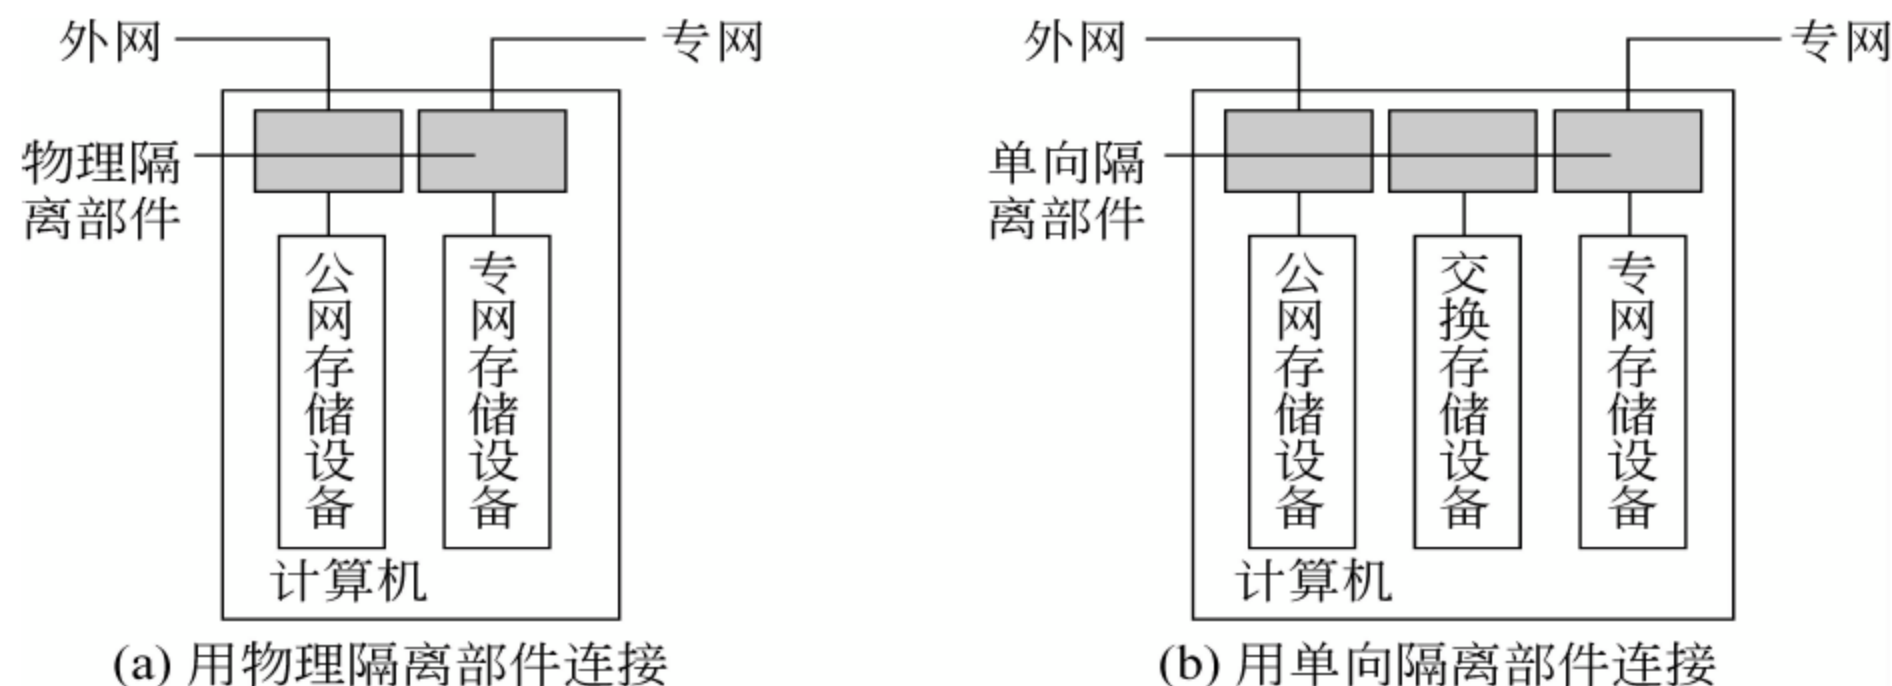 外网
专网
物理隔
离部件
公网存储设备
专网存储设备
计算机
(a) 用物理隔离部件连接
外网
专网
单向隔
离部件
公网存储设备
交换存储设备
专网存储设备
计算机
(b) 用单向隔离部件连接